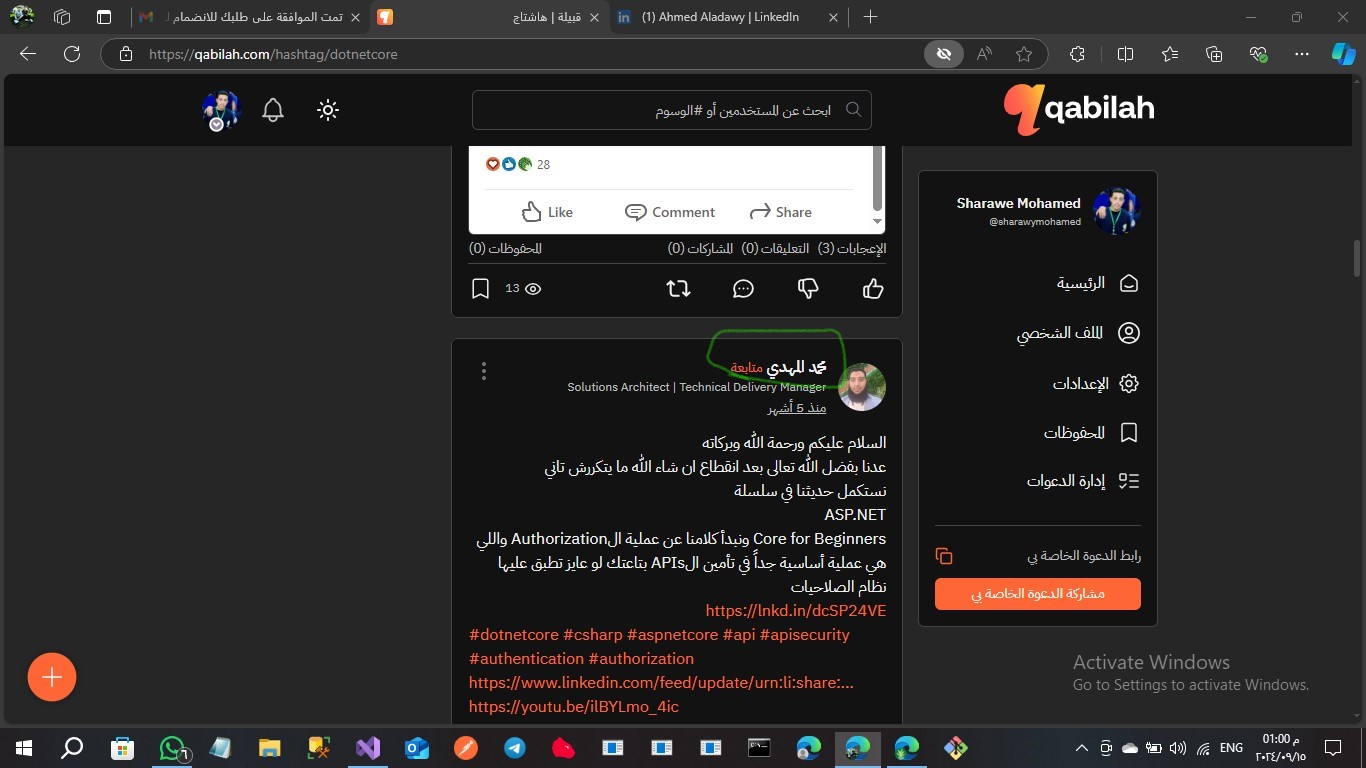 تمت الموافقة على طلبك للانضمام لـ
قبيلة | هاشتاج
(1) Ahmed Aladawy | LinkedIn
https://qabilah.com/hashtag/dotnetcore
ابحث عن المستخدمين أو #الوسوم
qabilah
28
Like
Comment
Share
الإعجابات (3) التعليقات (0) المشاركات (0)
المحفوظات (0)
13
محمد المهدي متابعة
Solutions Architect | Technical Delivery Manager
منذ 5 أشهر
السلام عليكم ورحمة الله وبركاته
عدنا بفضل الله تعالى بعد انقطاع ان شاء الله ما يتكررش تاني
نستكمل حديثنا في سلسلة
ASP.NET
Core for Beginners ونبدأ كلامنا عن عملية الAuthorization واللي
هي عملية أساسية جداً في تأمين الAPIs بتاعتك لو عايز تطبق عليها
نظام الصلاحيات
https://lnkd.in/dcSP24VE
#dotnetcore #csharp #aspnetcore #api #apisecurity
#authentication #authorization
https://www.linkedin.com/feed/update/urn:li:share:...
https://youtu.be/ilBYLmo_4ic
Sharawe Mohamed
@sharawymohamed
الرئيسية
الملف الشخصي
الإعدادات
المحفوظات
إدارة الدعوات
رابط الدعوة الخاصة بي
مشاركة الدعوة الخاصة بي
Activate Windows
Go to Settings to activate Windows.
ENG
01:00 م
٢٠٢٤/٠٩/١٥